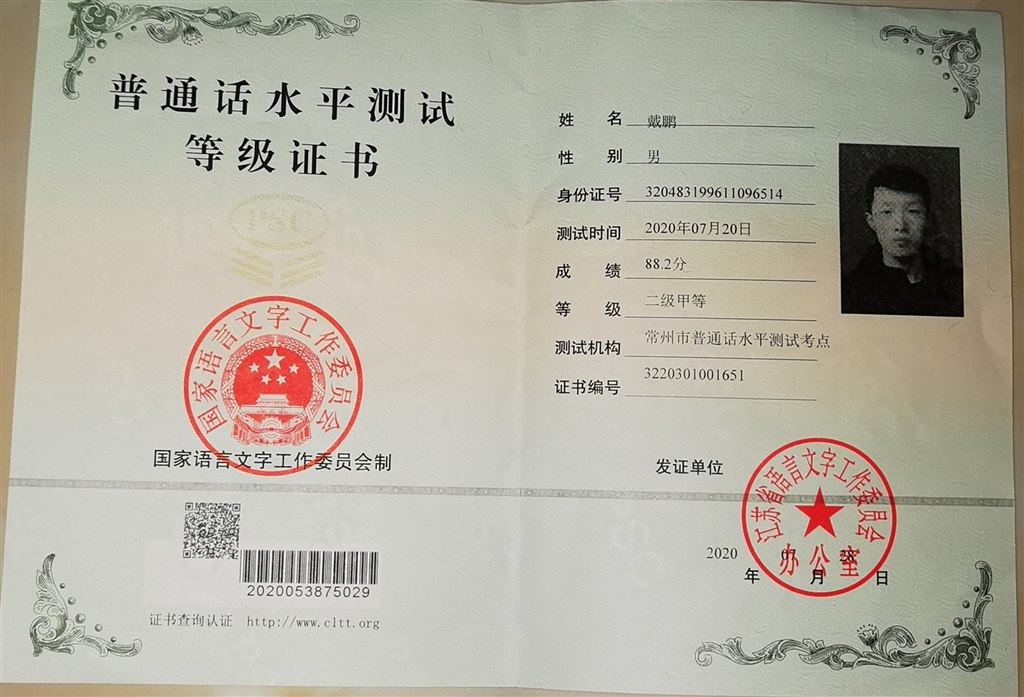 普通话水平测试
等级证书
PSC
国家语言文字工作委员会
国家语言文字工作委员会制
2020053875029
证书查询认证 http://www.cltt.org
姓 名 戴鹏
性 别 男
身份证号 320483199611096514
测试时间 2020年07月20日
成 绩 88.2分
等 级 二级甲等
测试机构 常州市普通话水平测试考点
证书编号 3220301001651
发证单位
江苏省语言文字工作委员会
办公室
2020 年 07 月 28 日